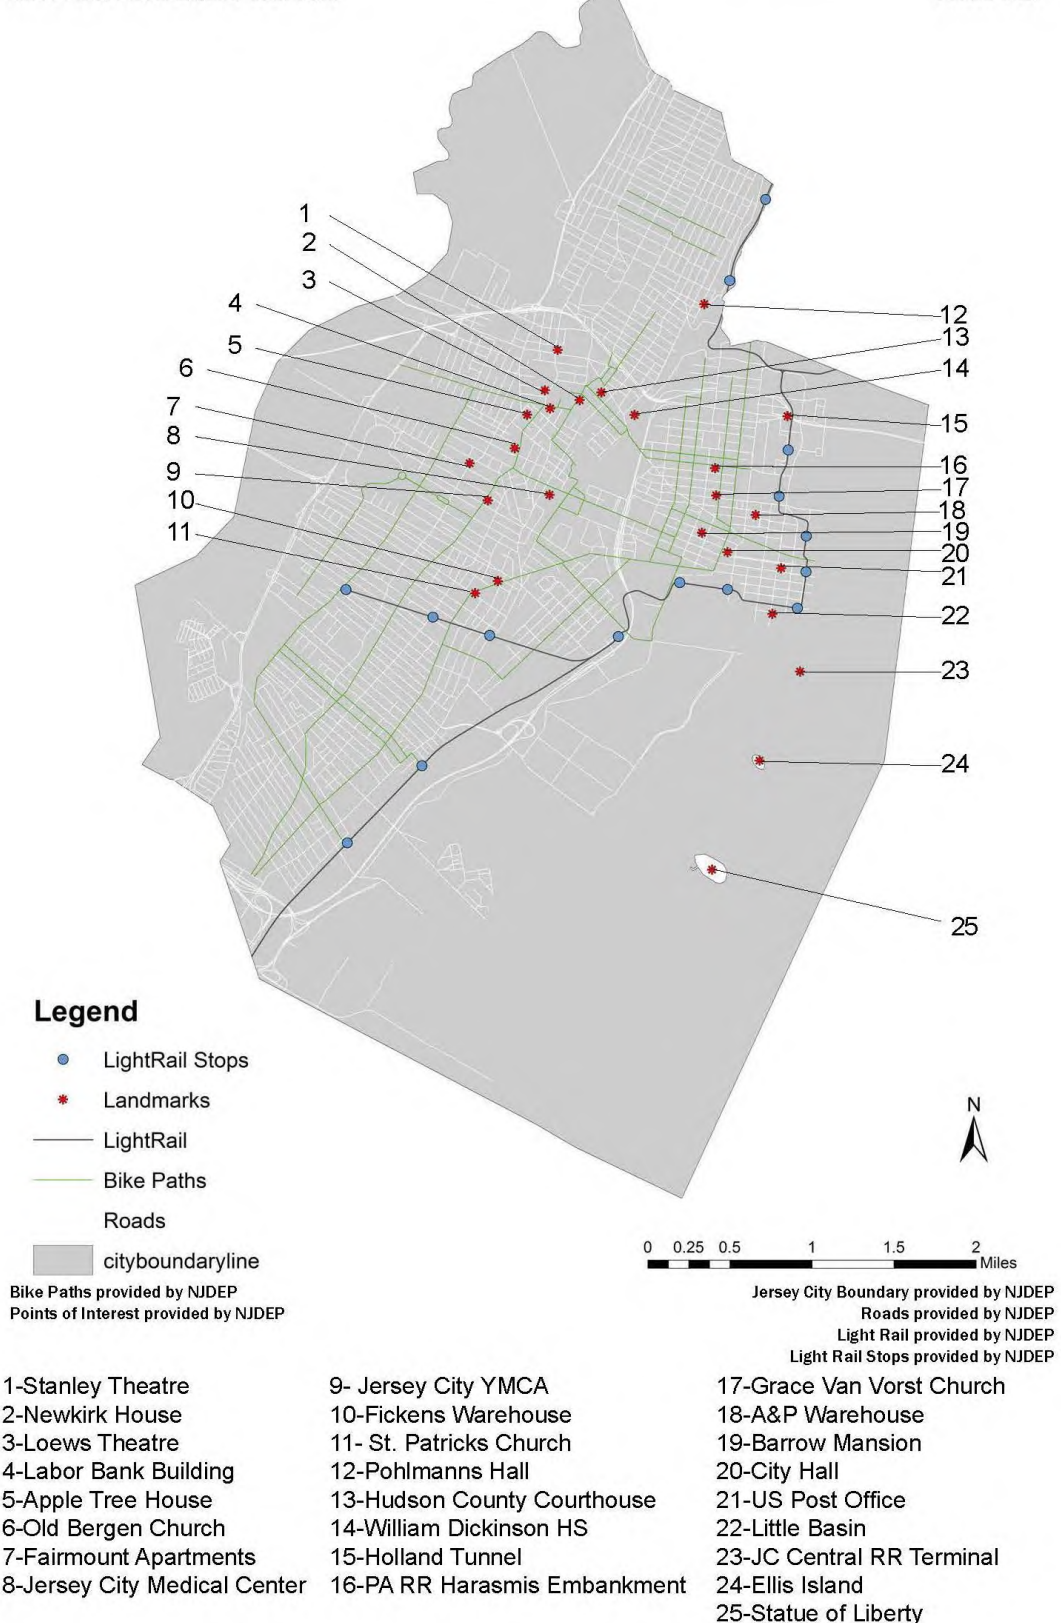 1
2
3
4
5
6
7
8
9
10
11
12
13
14
15
16
17
18
19
20
21
22
23
24
25
Legend
LightRail Stops
Landmarks
LightRail
Bike Paths
Roads
cityboundaryline
N
0 0.25 0.5 1 1.5 2
Miles
Bike Paths provided by NJDEP
Points of Interest provided by NJDEP
Jersey City Boundary provided by NJDEP
Roads provided by NJDEP
Light Rail provided by NJDEP
Light Rail Stops provided by NJDEP
1-Stanley Theatre
2-Newkirk House
3-Loews Theatre
4-Labor Bank Building
5-Apple Tree House
6-Old Bergen Church
7-Fairmount Apartments
8-Jersey City Medical Center
9- Jersey City YMCA
10-Fickens Warehouse
11- St. Patricks Church
12-Pohlmanns Hall
13-Hudson County Courthouse
14-William Dickinson HS
15-Holland Tunnel
16-PA RR Harasmis Embankment
17-Grace Van Vorst Church
18-A&P Warehouse
19-Barrow Mansion
20-City Hall
21-US Post Office
22-Little Basin
23-JC Central RR Terminal
24-Ellis Island
25-Statue of Liberty